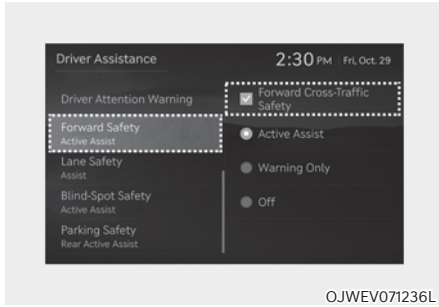 Driver Assistance
2:30 PM Fri, Oct. 29
Driver Attention Warning
Forward Safety
Active Assist
Lane Safety
Assist
Blind-Spot Safety
Active Assist
Parking Safety
Rear Active Assist
Forward Cross-Traffic
Safety
Active Assist
Warning Only
Off
OJWEV071236L